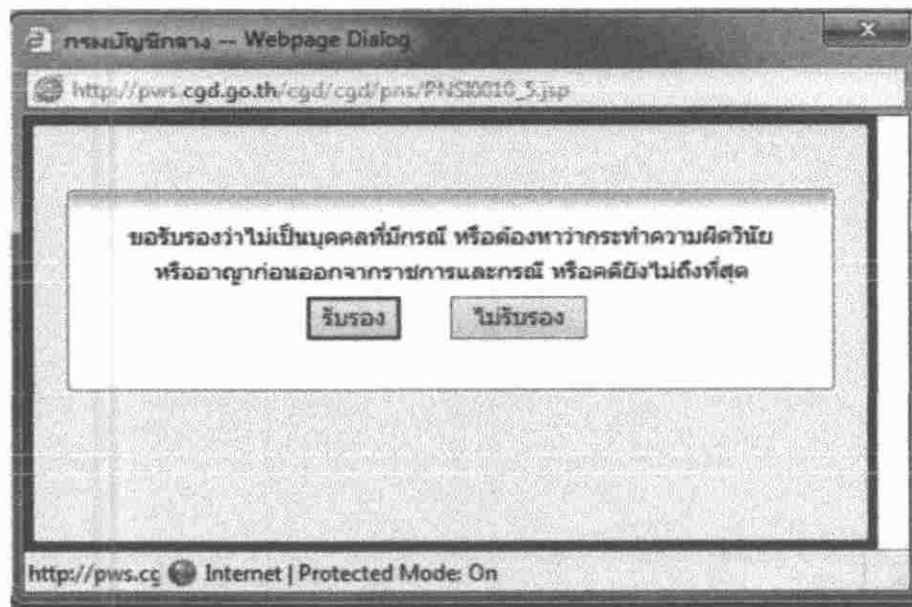 กรมบัญชีกลาง -- Webpage Dialog
http://pws.cgd.go.th/cgd/cgd/pns/PNSI0010_5.jsp
ขอรับรองว่าไม่เป็นบุคคลที่มีกรณี หรือต้องหาว่ากระทำความผิดวินัย
หรืออาญาก่อนออกจากราชการและกรณี หรือคดียังไม่ถึงที่สุด
รับรอง ไม่รับรอง
http://pws.cg Internet | Protected Mode: On